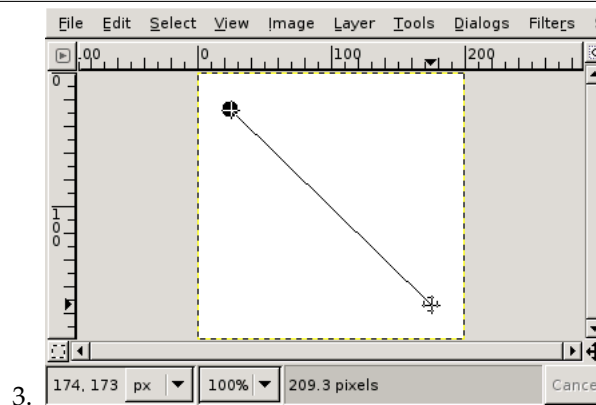 File Edit Select View Image Layer Tools Dialogs Filters
00 0 100 200
0
100
174, 173 px 100% 209.3 pixels Cance
3.